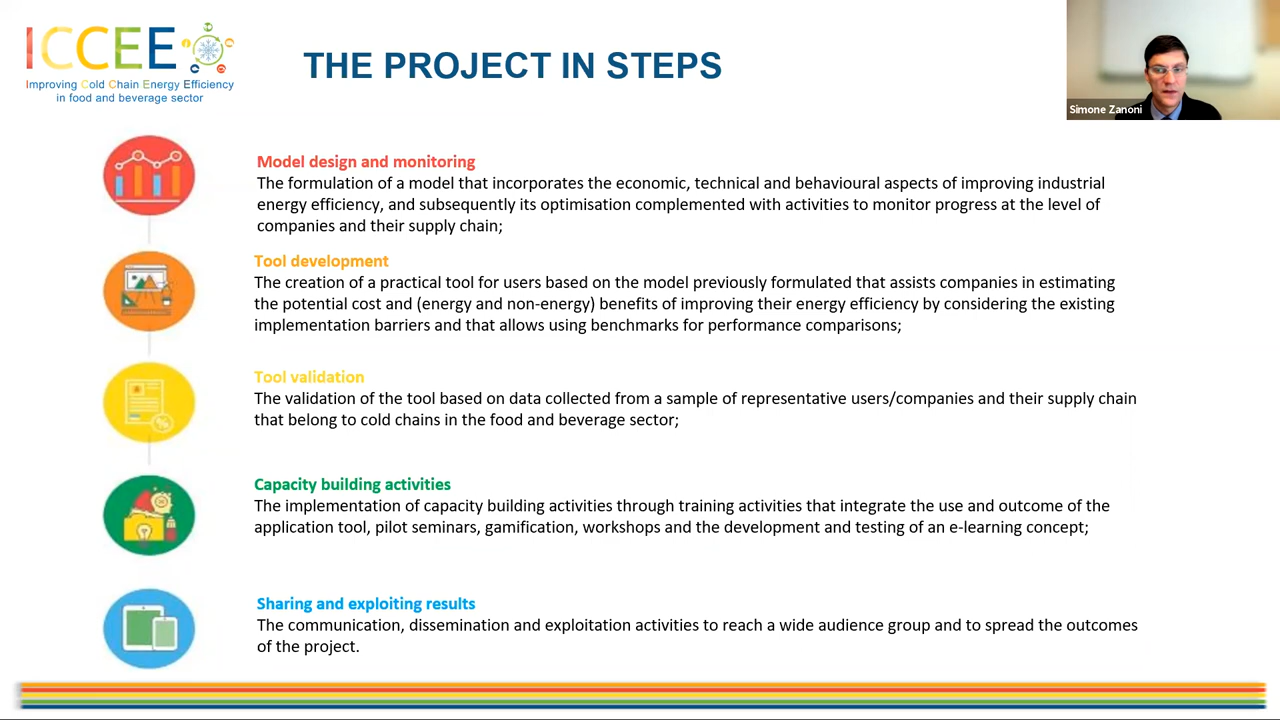 ICCEE
Improving Cold Chain Energy Efficiency
in food and beverage sector
THE PROJECT IN STEPS
Simone Zanoni
Model design and monitoring
The formulation of a model that incorporates the economic, technical and behavioural aspects of improving industrial
energy efficiency, and subsequently its optimisation complemented with activities to monitor progress at the level of
companies and their supply chain;
Tool development
The creation of a practical tool for users based on the model previously formulated that assists companies in estimating
the potential cost and (energy and non-energy) benefits of improving their energy efficiency by considering the existing
implementation barriers and that allows using benchmarks for performance comparisons;
Tool validation
The validation of the tool based on data collected from a sample of representative users/companies and their supply chain
that belong to cold chains in the food and beverage sector;
Capacity building activities
The implementation of capacity building activities through training activities that integrate the use and outcome of the
application tool, pilot seminars, gamification, workshops and the development and testing of an e-learning concept;
Sharing and exploiting results
The communication, dissemination and exploitation activities to reach a wide audience group and to spread the outcomes
of the project.